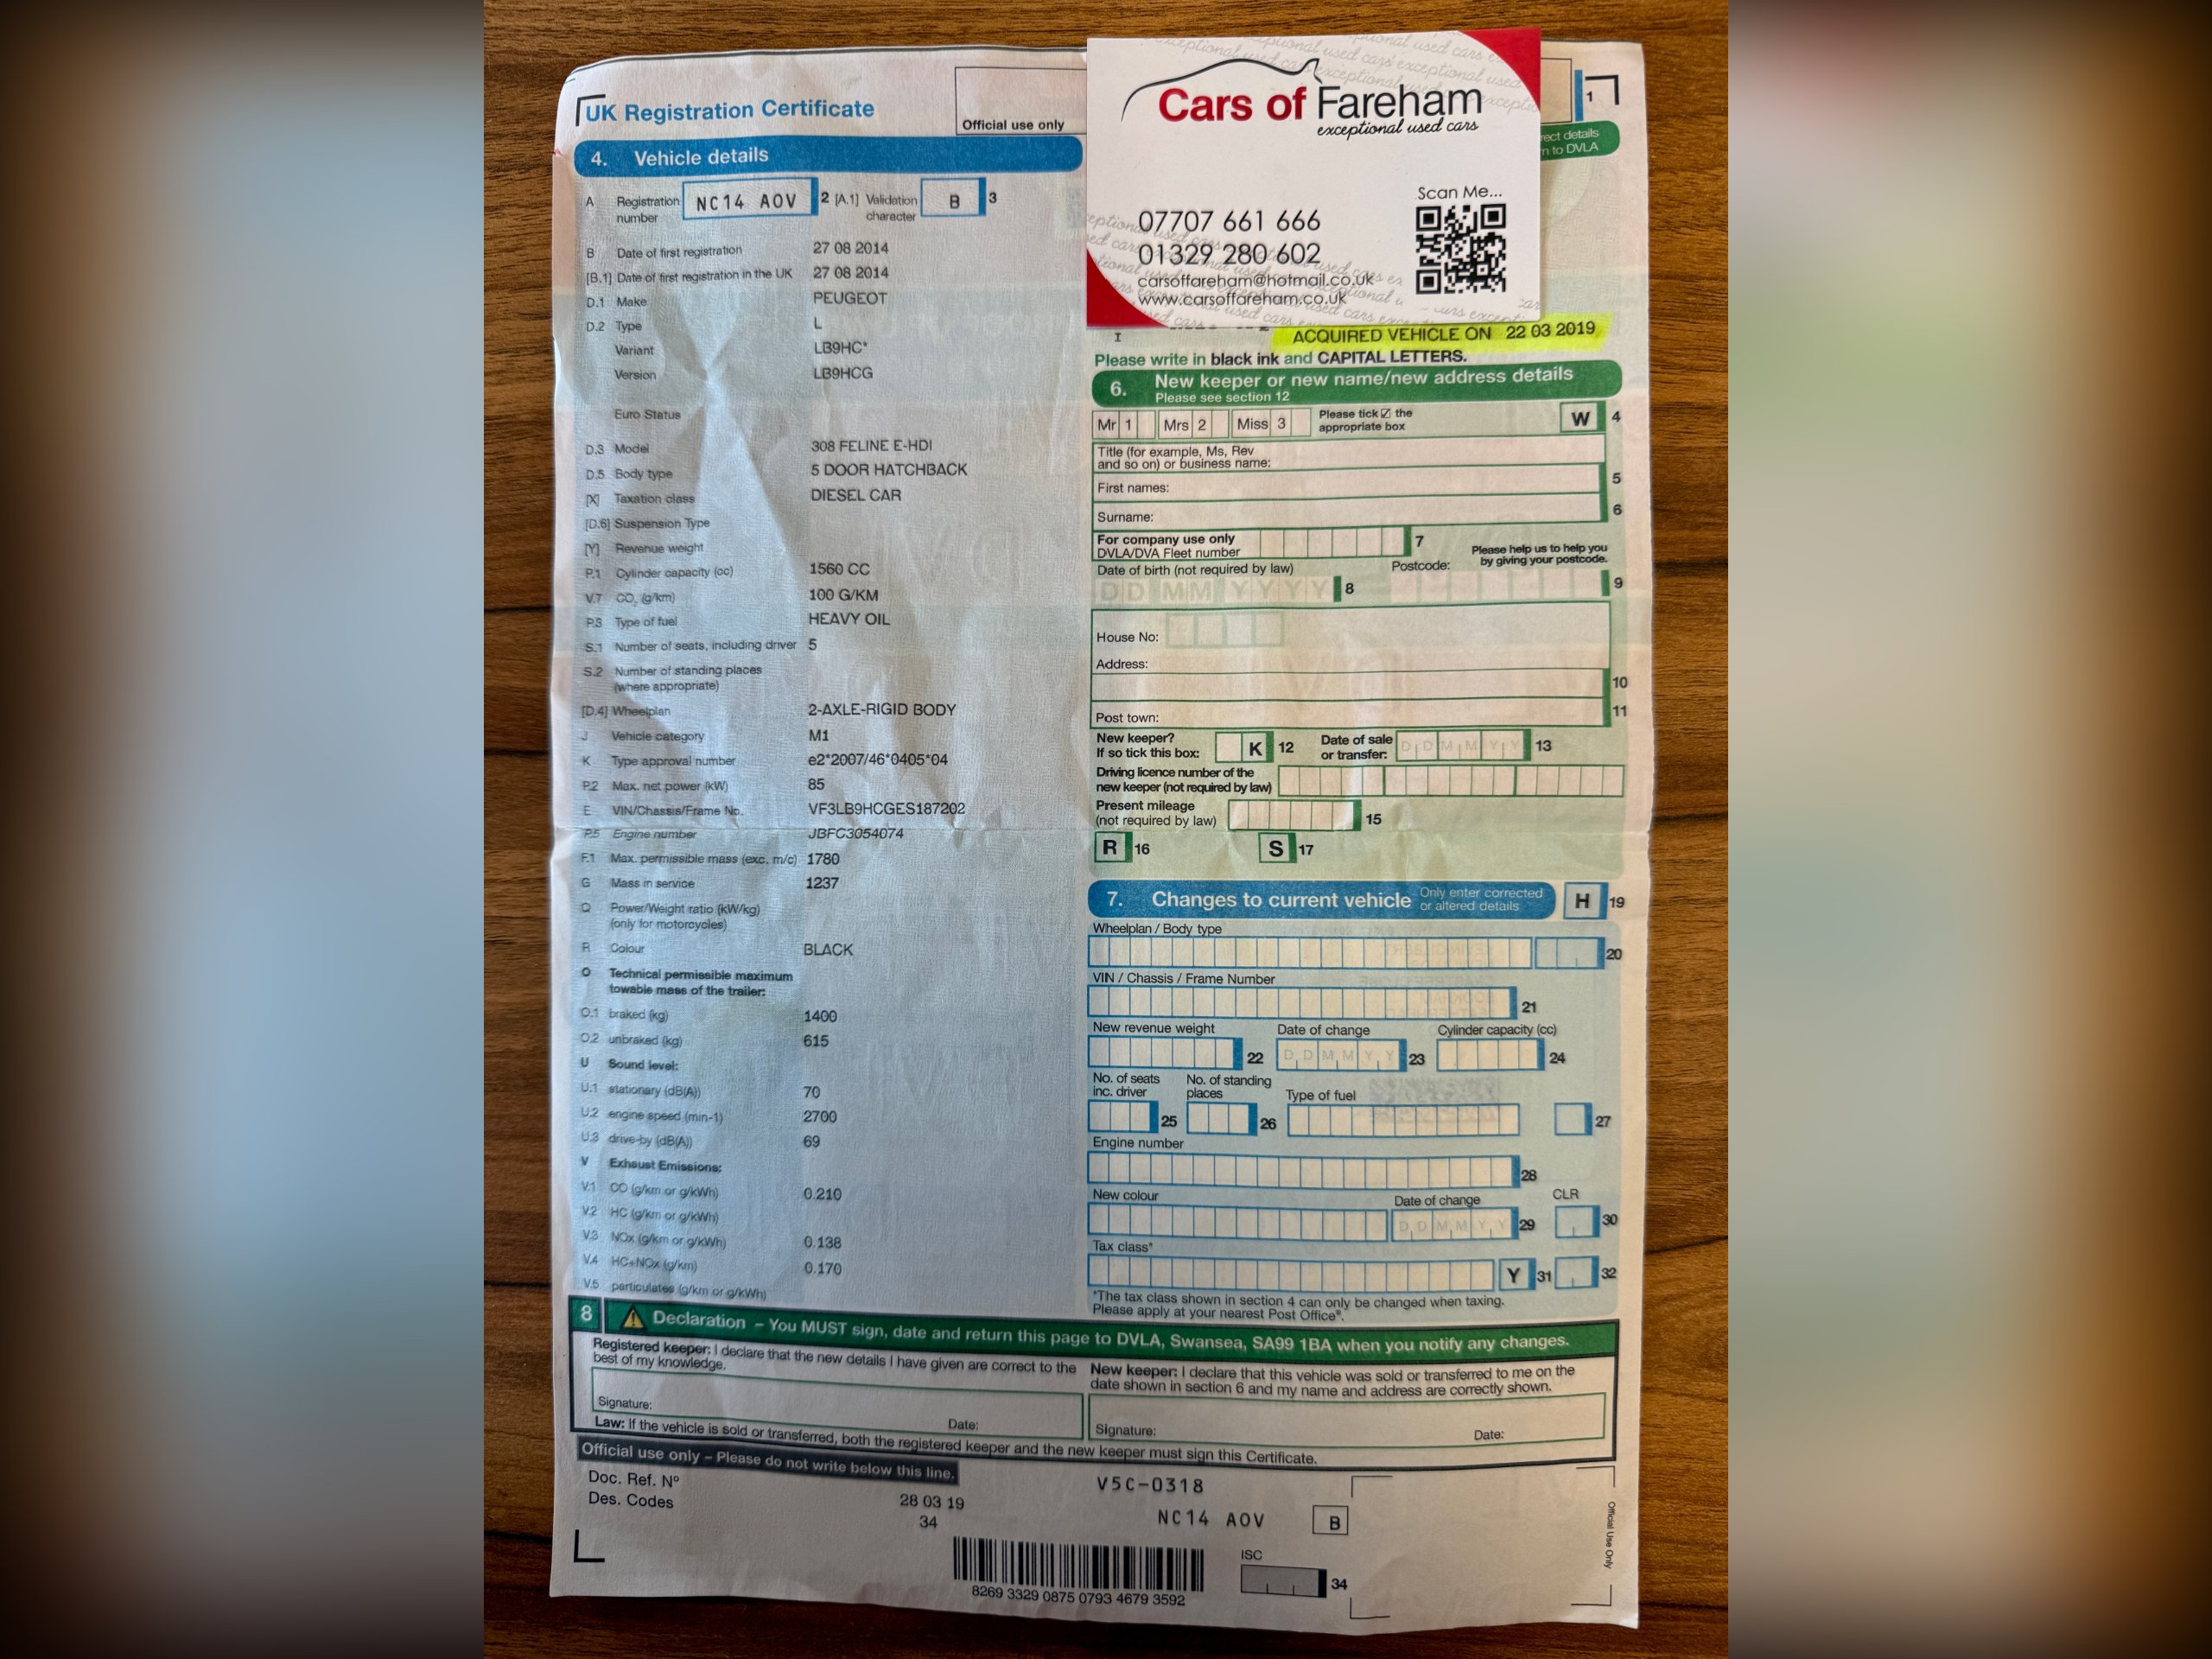 UK Registration Certificate
Official use only
4. Vehicle details
A Registration number NC14 AOV 2 [A.1] Validation character B 3
B Date of first registration 27 08 2014
[B.1] Date of first registration in the UK 27 08 2014
D.1 Make PEUGEOT
D.2 Type L
Variant LB9HC*
Version LB9HCG
Euro Status
D.3 Model 308 FELINE E-HDI
D.5 Body type 5 DOOR HATCHBACK
[X] Taxation class DIESEL CAR
[D.6] Suspension Type
[Y] Revenue weight
P.1 Cylinder capacity (cc) 1560 CC
V.7 CO2 (g/km) 100 G/KM
P.3 Type of fuel HEAVY OIL
S.1 Number of seats, including driver 5
S.2 Number of standing places
(where appropriate)
[D.4] Wheelplan 2-AXLE-RIGID BODY
J Vehicle category M1
K Type approval number e2*2007/46*0405*04
P.2 Max. net power (kW) 85
E VIN/Chassis/Frame No. VF3LB9HCGES187202
P.5 Engine number JBFC3054074
F.1 Max. permissible mass (exc. m/c) 1780
G Mass in service 1237
Q Power/Weight ratio (kW/kg)
(only for motorcycles)
R Colour BLACK
O Technical permissible maximum
towable mass of the trailer:
O.1 braked (kg) 1400
O.2 unbraked (kg) 615
U Sound level:
U.1 stationary (dB(A)) 70
U.2 engine speed (min-1) 2700
U.3 drive-by (dB(A)) 69
V Exhaust Emissions:
V.1 CO (g/km or g/kWh) 0.210
V.2 HC (g/km or g/kWh)
V.3 NOx (g/km or g/kWh) 0.138
V.4 HC+NOx (g/km) 0.170
V.5 particulates (g/km or g/kWh)
Cars of Fareham
exceptional used cars
Scan Me...
07707 661 666
01329 280 602
carsoffareham@hotmail.co.uk
www.carsoffareham.co.uk
1
rect details
n to DVLA
ACQUIRED VEHICLE ON 22 03 2019
Please write in black ink and CAPITAL LETTERS.
6. New keeper or new name/new address details
Please see section 12
Mr 1 Mrs 2 Miss 3 Please tick ☑ the appropriate box W 4
Title (for example, Ms, Rev
and so on) or business name:
5
First names:
6
Surname:
For company use only
DVLA/DVA Fleet number 7
Please help us to help you
by giving your postcode.
Date of birth (not required by law) Postcode:
DD MM YYYY 8 9
House No:
Address:
10
Post town: 11
New keeper?
If so tick this box: K 12 Date of sale or transfer: D D M M Y Y 13
Driving licence number of the
new keeper (not required by law)
Present mileage
(not required by law) 15
R 16 S 17
7. Changes to current vehicle Only enter corrected or altered details H 19
Wheelplan / Body type
20
VIN / Chassis / Frame Number
21
New revenue weight Date of change Cylinder capacity (cc)
22 D D M M Y Y 23 24
No. of seats inc. driver No. of standing places Type of fuel
25 26 27
Engine number
28
New colour Date of change CLR
D D M M Y Y 29 30
Tax class*
Y 31 32
*The tax class shown in section 4 can only be changed when taxing.
Please apply at your nearest Post Office®.
8 Declaration – You MUST sign, date and return this page to DVLA, Swansea, SA99 1BA when you notify any changes.
Registered keeper: I declare that the new details I have given are correct to the
best of my knowledge.
Signature: Date:
New keeper: I declare that this vehicle was sold or transferred to me on the
date shown in section 6 and my name and address are correctly shown.
Signature: Date:
Law: If the vehicle is sold or transferred, both the registered keeper and the new keeper must sign this Certificate.
Official use only – Please do not write below this line.
Doc. Ref. Nº 28 03 19
Des. Codes 34
V5C-0318
NC14 AOV B
ISC
34
8269 3329 0875 0793 4679 3592
Official Use Only